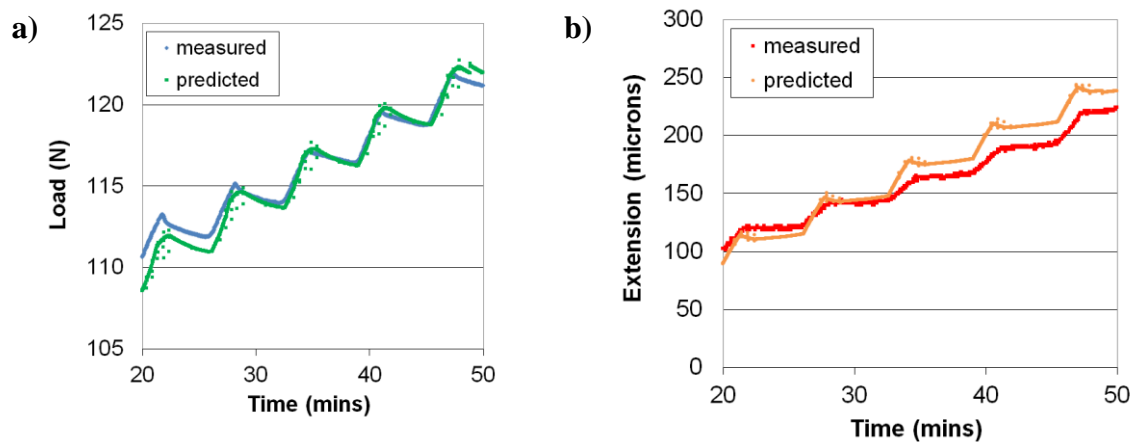 a)
125
120
115
110
105
Load (N)
measured
predicted
20
30
40
50
Time (mins)
b)
300
250
200
150
100
50
0
Extension (microns)
measured
predicted
20
30
40
50
Time (mins)